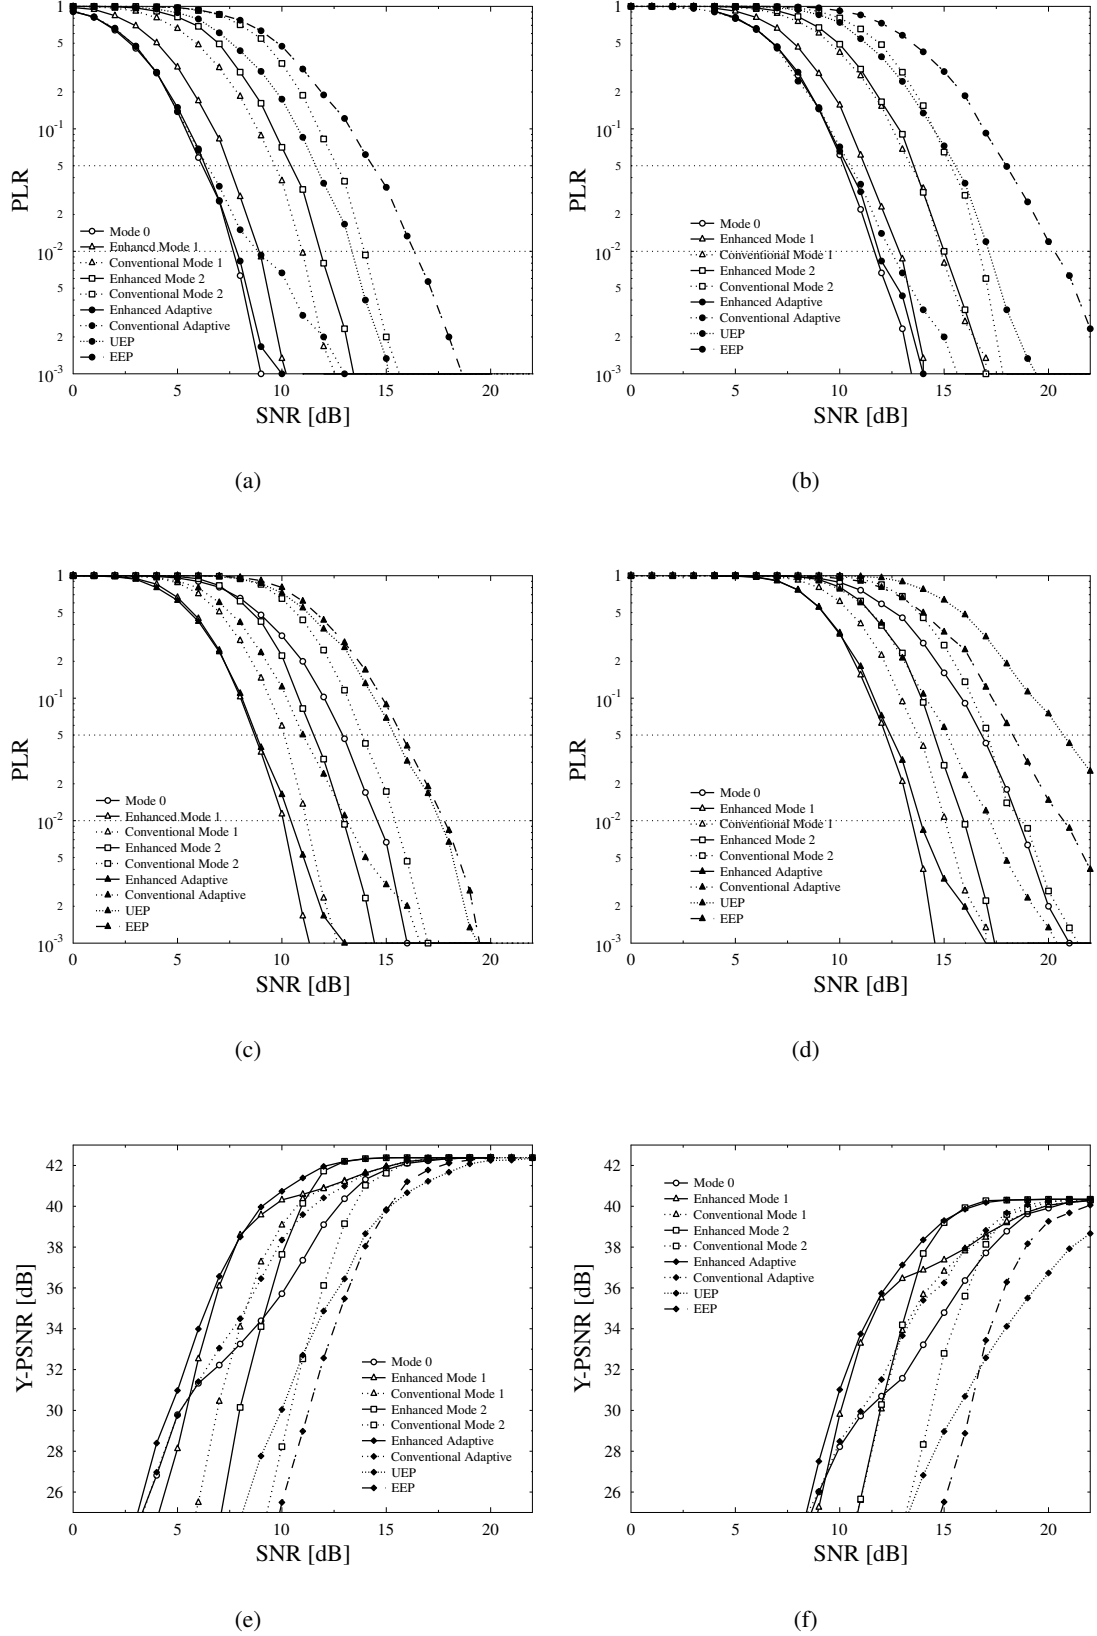 1
5
2
10-1
5
2
10-2
5
2
10-3
PLR
Mode 0
Enhancd Mode 1
Conventional Mode 1
Enhanced Mode 2
Conventional Mode 2
Enhanced Adaptive
Conventional Adaptive
UEP
EEP
0 5 10 15 20
SNR [dB]
(a)
1
5
2
10-1
5
2
10-2
5
2
10-3
PLR
Mode 0
Enhanced Mode 1
Conventional Mode 1
Enhanced Mode 2
Conventional Mode 2
Enhanced Adaptive
Conventional Adaptive
UEP
EEP
0 5 10 15 20
SNR [dB]
(b)
1
5
2
10-1
5
2
10-2
5
2
10-3
PLR
Mode 0
Enhanced Mode 1
Conventional Mode 1
Enhanced Mode 2
Conventional Mode 2
Enhanced Adaptive
Conventional Adaptive
UEP
EEP
0 5 10 15 20
SNR [dB]
(c)
1
5
2
10-1
5
2
10-2
5
2
10-3
PLR
Mode 0
Enhanced Mode 1
Conventional Mode 1
Enhanced Mode 2
Conventional Mode 2
Enhanced Adaptive
Conventional Adaptive
UEP
EEP
0 5 10 15 20
SNR [dB]
(d)
42
40
38
36
34
32
30
28
26
Y-PSNR [dB]
Mode 0
Enhanced Mode 1
Conventional Mode 1
Enhanced Mode 2
Conventional Mode 2
Enhanced Adaptive
Conventional Adaptive
UEP
EEP
0 5 10 15 20
SNR [dB]
(e)
42
40
38
36
34
32
30
28
26
Y-PSNR [dB]
Mode 0
Enhanced Mode 1
Conventional Mode 1
Enhanced Mode 2
Conventional Mode 2
Enhanced Adaptive
Conventional Adaptive
UEP
EEP
0 5 10 15 20
SNR [dB]
(f)